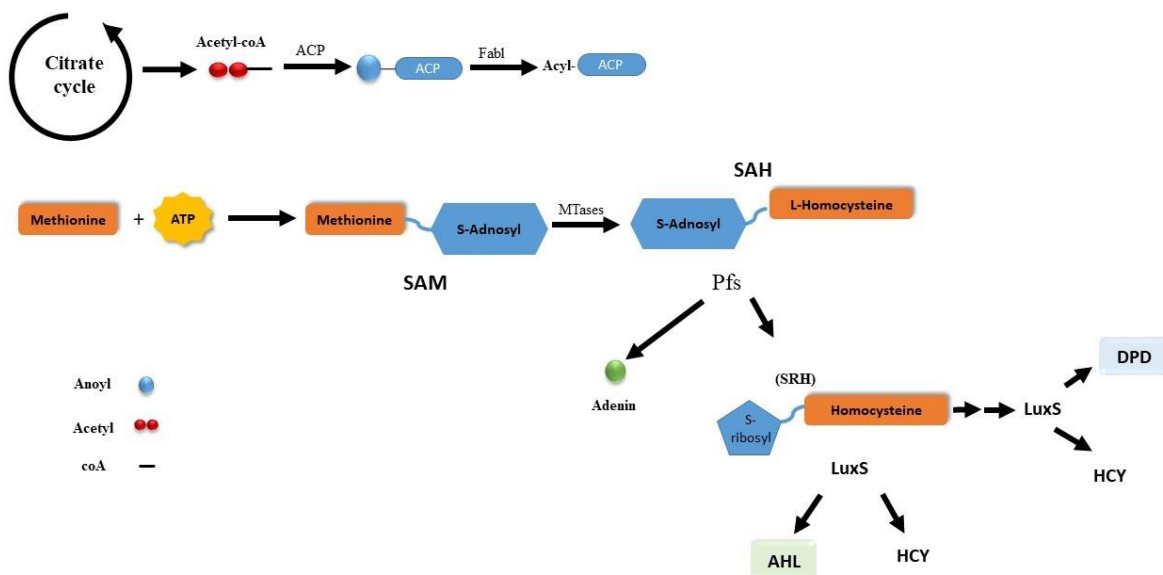 Citrate
cycle
Acetyl-coA
ACP
ACP
Fabl
Acyl-
ACP
SAH
Methionine
+
ATP
Methionine
S-Adnosyl
MTases
S-Adnosyl
L-Homocysteine
SAM
Pfs
Adenin
(SRH)
S-
ribosyl
Homocysteine
LuxS
DPD
HCY
LuxS
AHL
HCY
Anoyl
Acetyl
coA